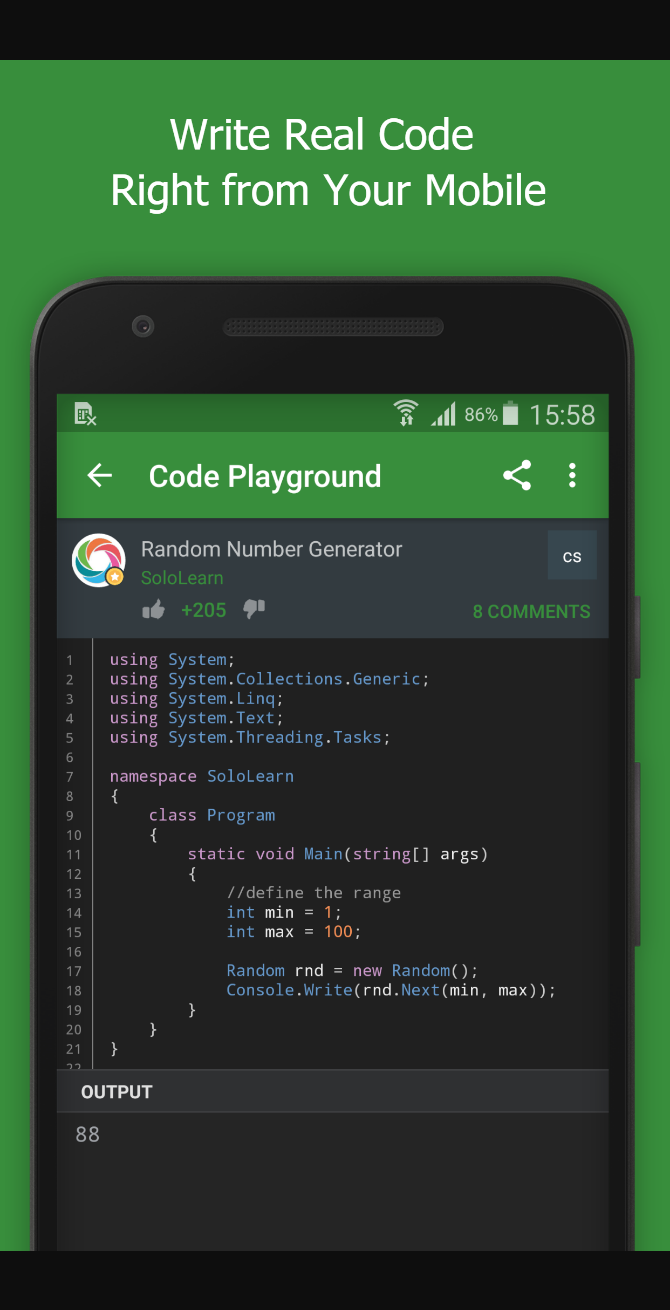 Write Real Code
Right from Your Mobile
86% 15:58
Code Playground
Random Number Generator
cs
SoloLearn
+205
8 COMMENTS
1 using System;
2 using System.Collections.Generic;
3 using System.Linq;
4 using System.Text;
5 using System.Threading.Tasks;
6
7 namespace SoloLearn
8 {
9     class Program
10     {
11         static void Main(string[] args)
12         {
13             //define the range
14             int min = 1;
15             int max = 100;
16
17             Random rnd = new Random();
18             Console.Write(rnd.Next(min, max));
19         }
20     }
21 }
22
OUTPUT
88